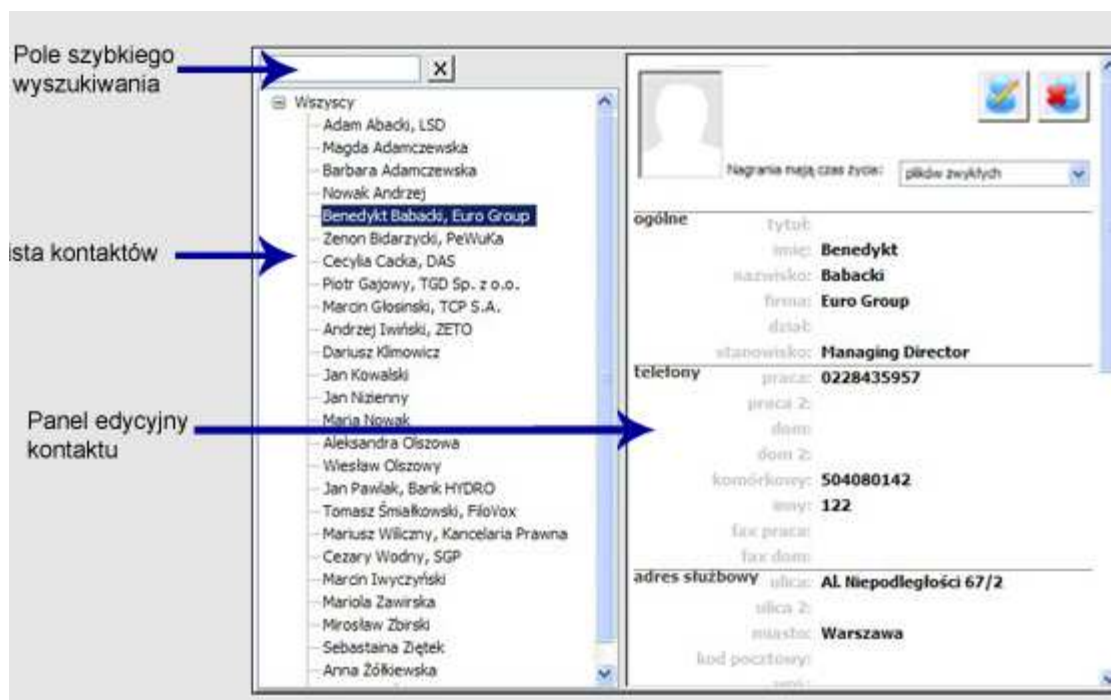 Pole szybkiego
wyszukiwania
X
Wszyscy
Adam Abacki, LSD
Magda Adamczewska
Barbara Adamczewska
Nowak Andrzej
Benedykt Babacki, Euro Group
Zenon Bidarzycki, PeWuKa
Cecylia Cacka, DAS
Piotr Gajowy, TGD Sp. z o.o.
Marcin Głosinski, TCP S.A.
Andrzej Iwiński, ZETO
Dariusz Klimowicz
Jan Kowalski
Jan Nizienny
Maria Nowak
Aleksandra Olszowa
Wiesław Olszowy
Jan Pawlak, Bank HYDRO
Tomasz Śmiałkowski, FiloVox
Mariusz Wiliczny, Kancelaria Prawna
Cezary Wodny, SGP
Marcin Iwyczyński
Mariola Zawirska
Mirosław Zbirski
Sebastaina Ziętek
Anna Żółkiewska
ista kontaktów
Panel edycyjny
kontaktu
Nagrania mają czas życia: plików zwykłych
ogólne
tytuł:
imię: Benedykt
nazwisko: Babacki
firma: Euro Group
dział:
stanowisko: Managing Director
telefony
praca: 0228435957
praca 2:
dom:
dom 2:
komórkowy: 504080142
inny: 122
fax praca:
fax dom:
adres służbowy
ulica: Al. Niepodległości 67/2
ulica 2:
miasto: Warszawa
kod pocztowy: